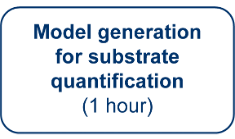 Model generation
for substrate
quantification
(1 hour)